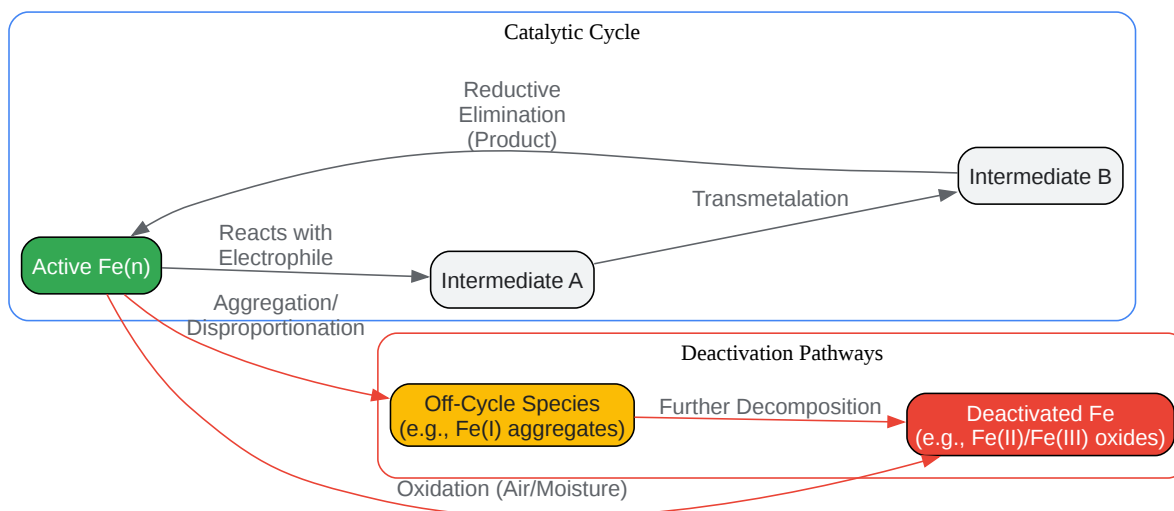 Catalytic Cycle
Reductive
Elimination
(Product)
Intermediate B
Transmetalation
Reacts with
Electrophile
Active Fe(n)
Intermediate A
Aggregation/
Disproportionation
Deactivation Pathways
Off-Cycle Species
(e.g., Fe(I) aggregates)
Further Decomposition
Deactivated Fe
(e.g., Fe(II)/Fe(III) oxides)
Oxidation (Air/Moisture)